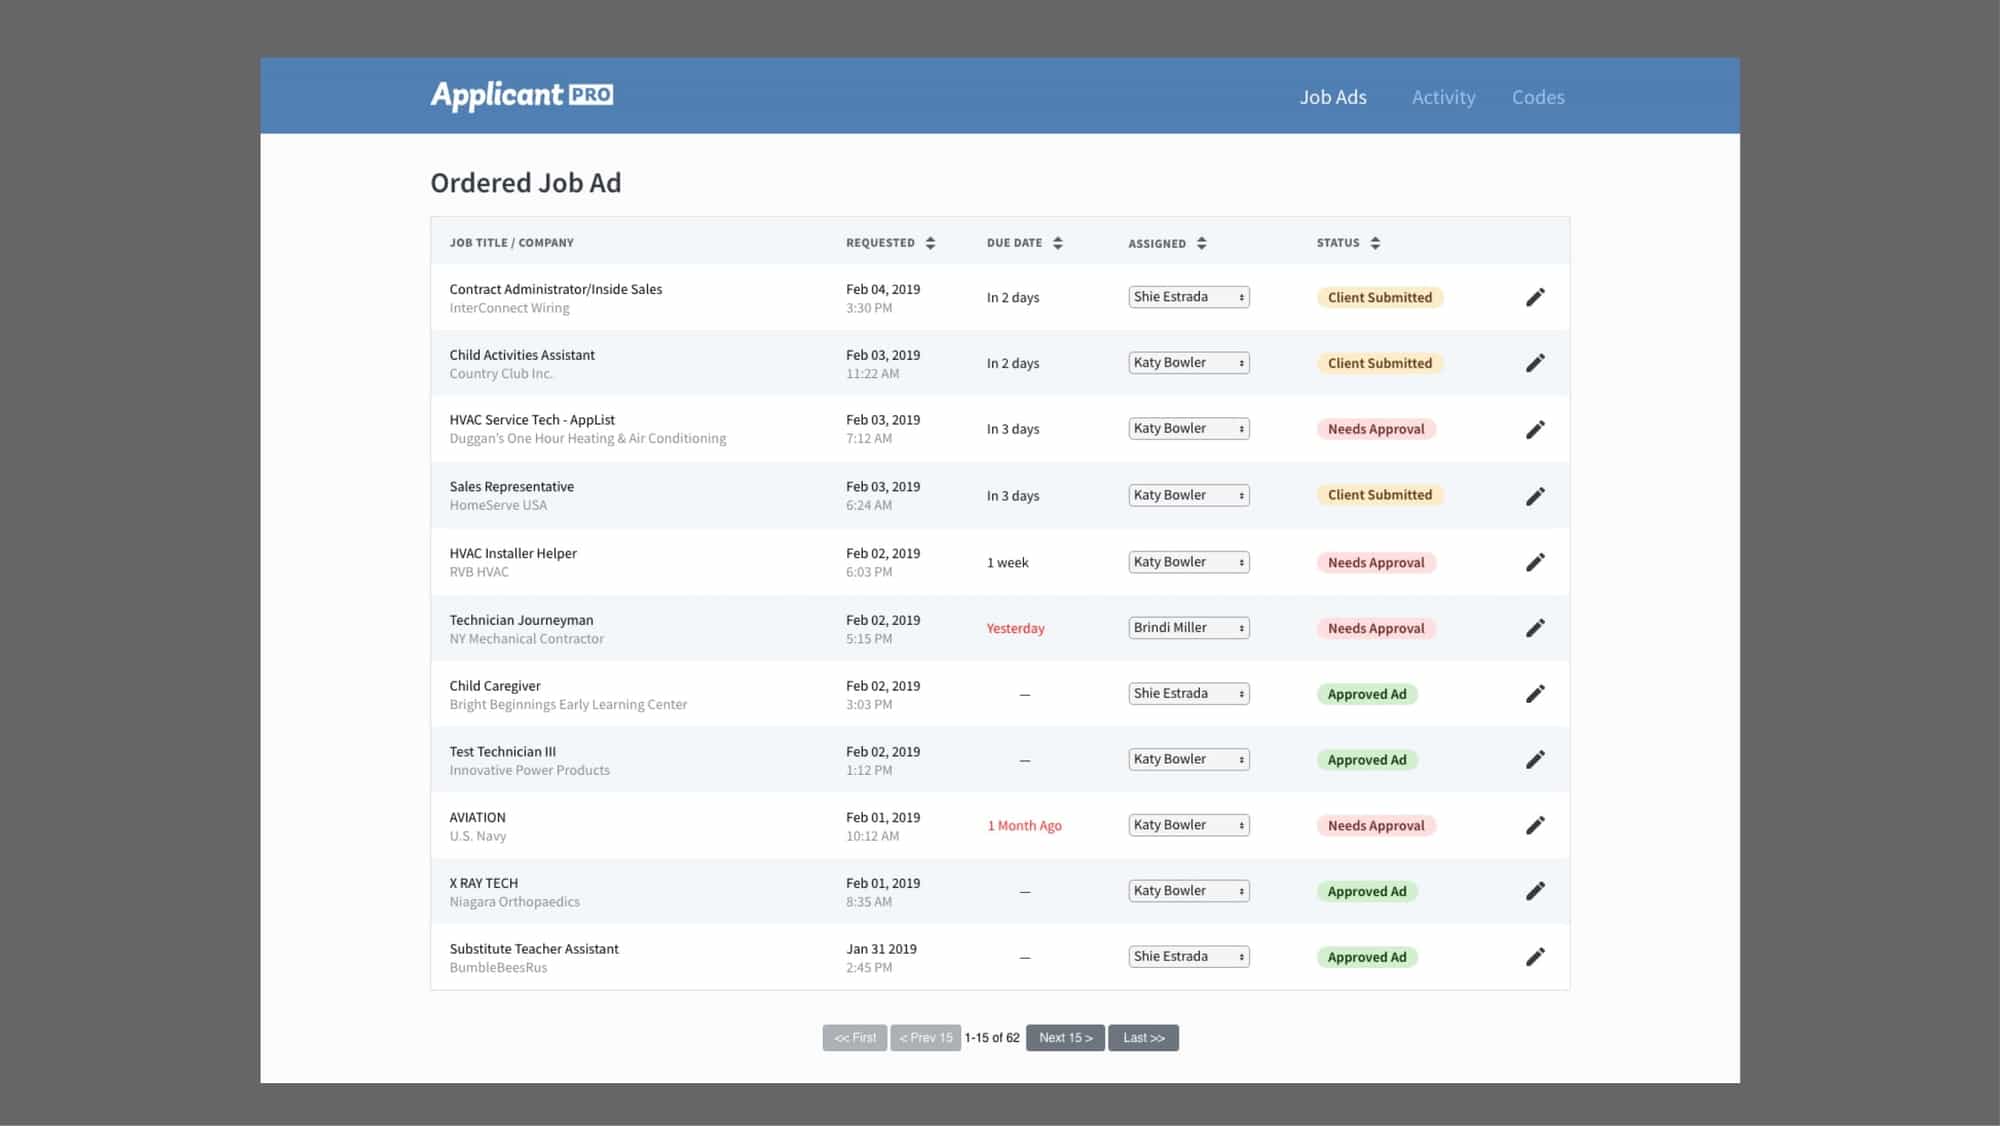 Applicant PRO
Job Ads Activity Codes
Ordered Job Ad
JOB TITLE / COMPANY REQUESTED DUE DATE ASSIGNED STATUS
Contract Administrator/Inside Sales Feb 04, 2019 In 2 days Shie Estrada Client Submitted
InterConnect Wiring 3:30 PM
Child Activities Assistant Feb 03, 2019 In 2 days Katy Bowler Client Submitted
Country Club Inc. 11:22 AM
HVAC Service Tech - AppList Feb 03, 2019 In 3 days Katy Bowler Needs Approval
Duggan's One Hour Heating & Air Conditioning 7:12 AM
Sales Representative Feb 03, 2019 In 3 days Katy Bowler Client Submitted
HomeServe USA 6:24 AM
HVAC Installer Helper Feb 02, 2019 1 week Katy Bowler Needs Approval
RVB HVAC 6:03 PM
Technician Journeyman Feb 02, 2019 Yesterday Brindi Miller Needs Approval
NY Mechanical Contractor 5:15 PM
Child Caregiver Feb 02, 2019 — Shie Estrada Approved Ad
Bright Beginnings Early Learning Center 3:03 PM
Test Technician III Feb 02, 2019 — Katy Bowler Approved Ad
Innovative Power Products 1:12 PM
AVIATION Feb 01, 2019 1 Month Ago Katy Bowler Needs Approval
U.S. Navy 10:12 AM
X RAY TECH Feb 01, 2019 — Katy Bowler Approved Ad
Niagara Orthopaedics 8:35 AM
Substitute Teacher Assistant Jan 31 2019 — Shie Estrada Approved Ad
BumbleBeesRus 2:45 PM
<< First < Prev 15 1-15 of 62 Next 15 > Last >>